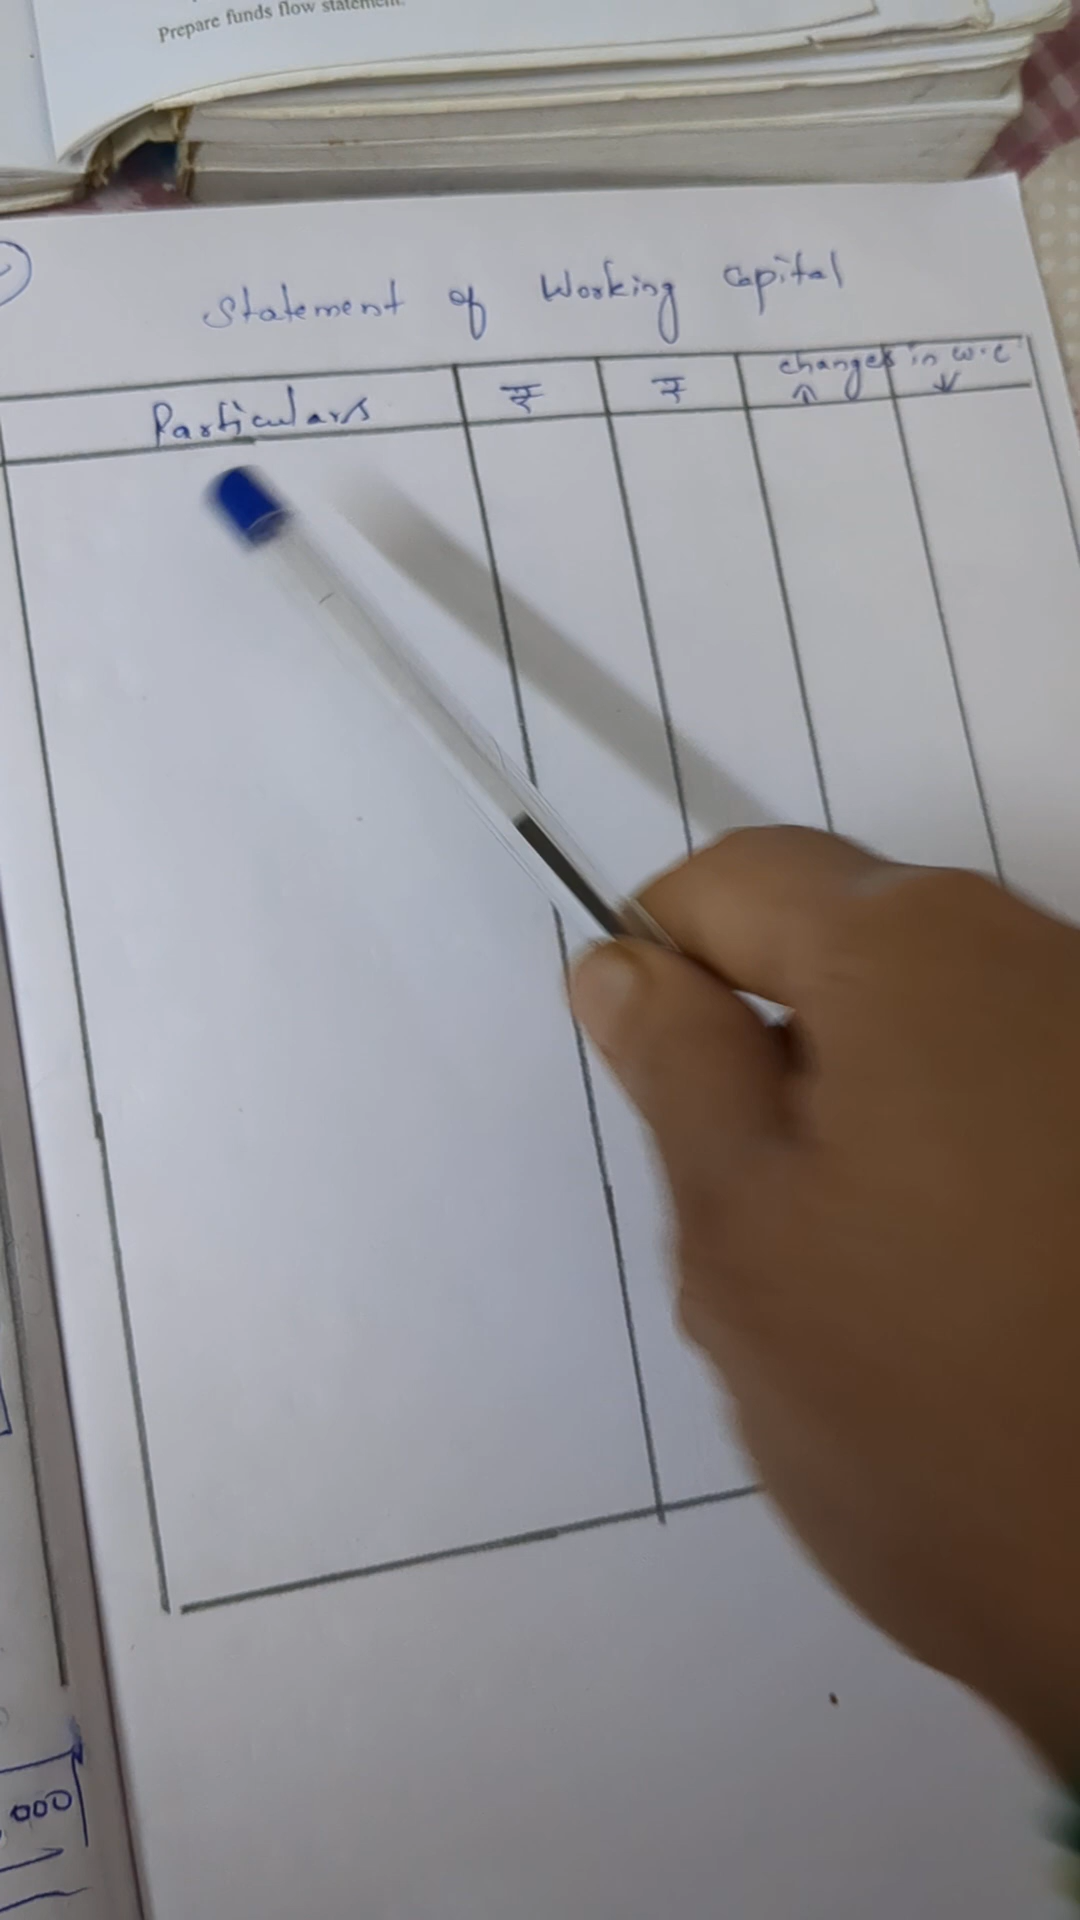 Prepare funds flow statement.
Statement of Working Capital
Particulars ₹ ₹ changes in w.c
↑ ↓
000